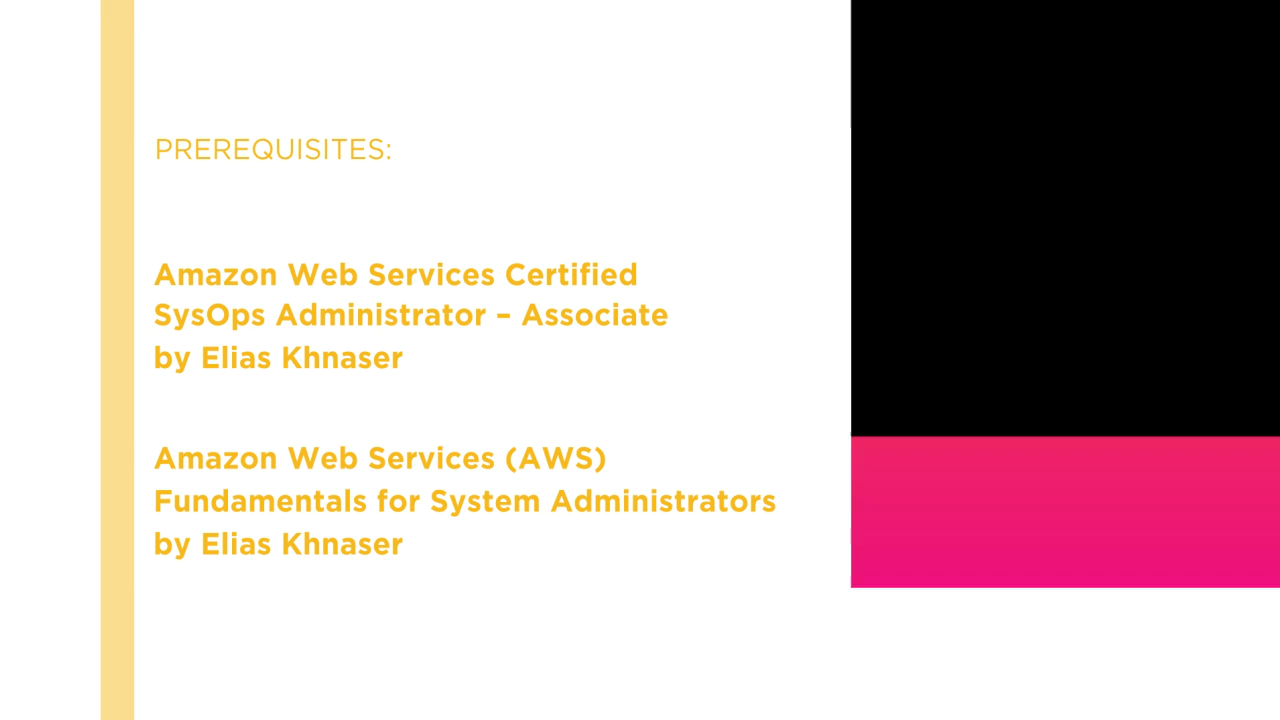 PREREQUISITES:
Amazon Web Services Certified
SysOps Administrator – Associate
by Elias Khnaser
Amazon Web Services (AWS)
Fundamentals for System Administrators
by Elias Khnaser